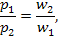 p₁/p₂ = w₂/w₁,